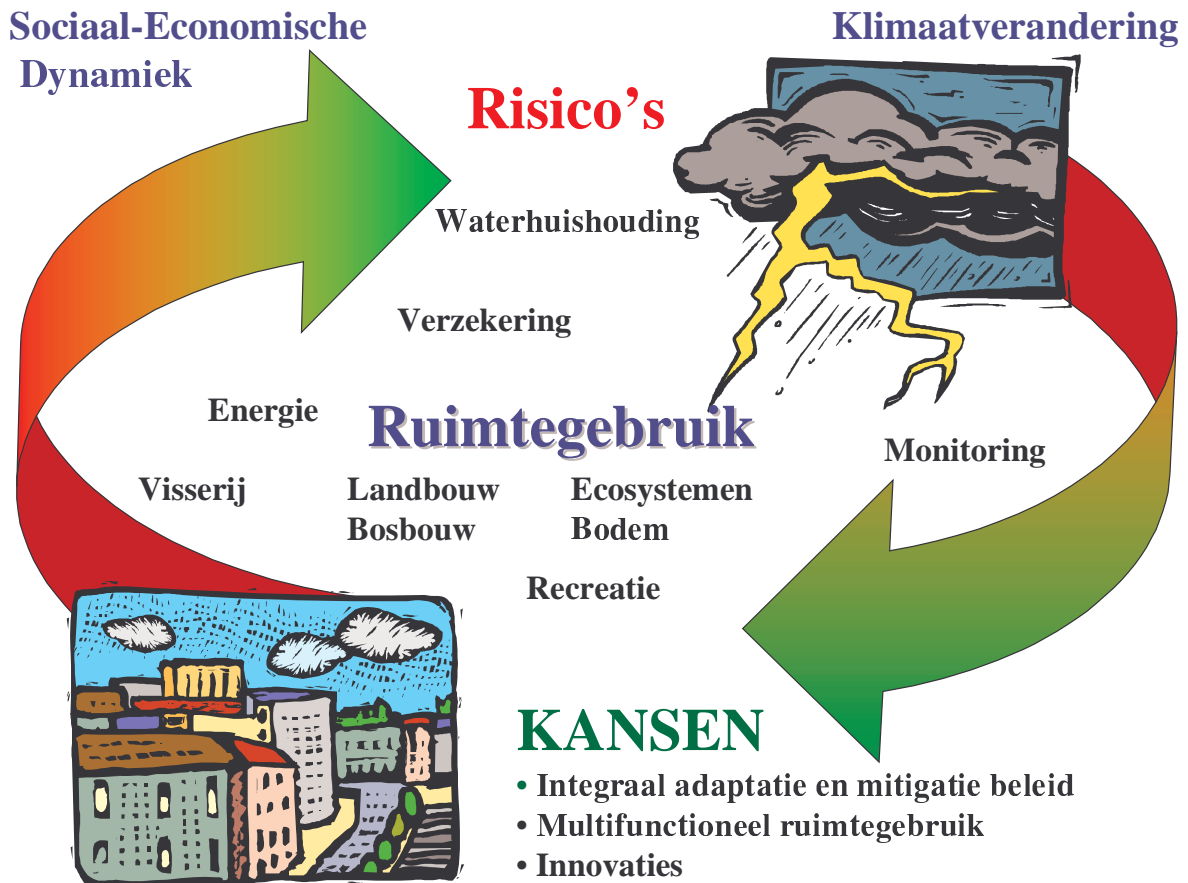 Sociaal-Economische
Dynamiek
Klimaatverandering
Risico's
Waterhuishouding
Verzekering
Energie
Ruimtegebruik
Monitoring
Visserij
Landbouw
Bosbouw
Ecosystemen
Bodem
Recreatie
KANSEN
• Integraal adaptatie en mitigatie beleid
• Multifunctioneel ruimtegebruik
• Innovaties